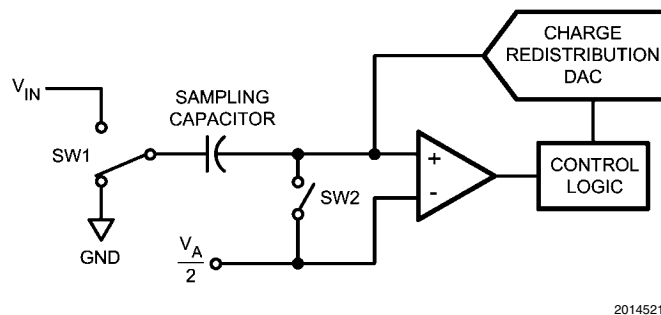 CHARGE
REDISTRIBUTION
DAC
V_IN
SAMPLING
CAPACITOR
SW1
+
-
CONTROL
LOGIC
SW2
GND
V_A
2
2014521